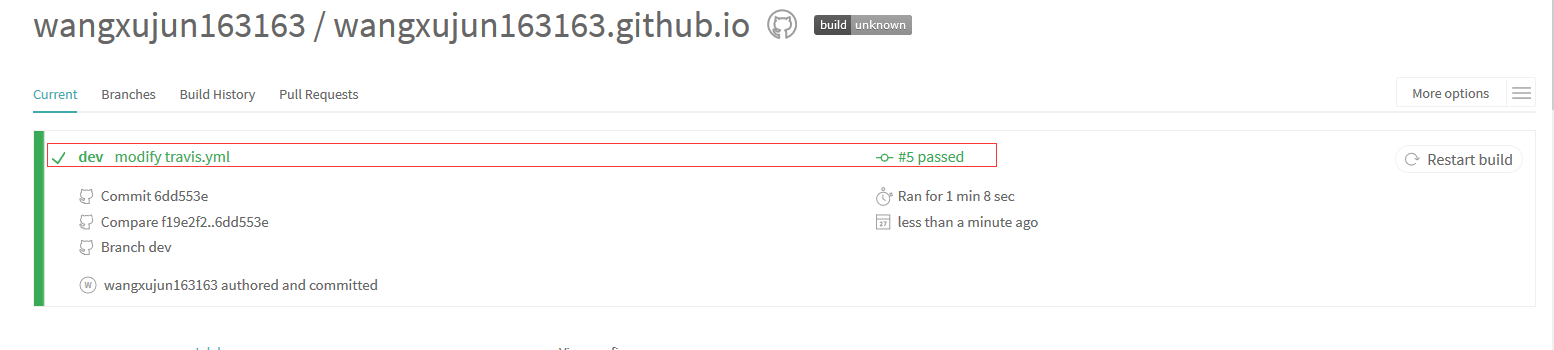 wangxujun163163 / wangxujun163163.github.io build unknown
Current Branches Build History Pull Requests More options
dev modify travis.yml #5 passed Restart build
Commit 6dd553e Ran for 1 min 8 sec
Compare f19e2f2..6dd553e less than a minute ago
Branch dev
W wangxujun163163 authored and committed